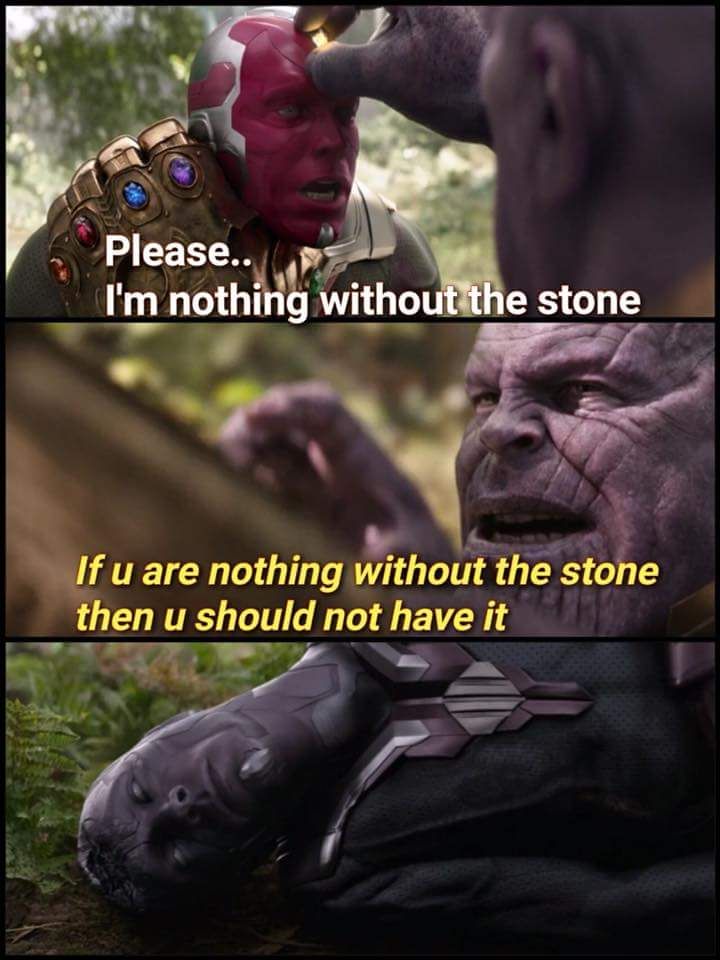 Please..
I'm nothing without the stone
If u are nothing without the stone
then u should not have it